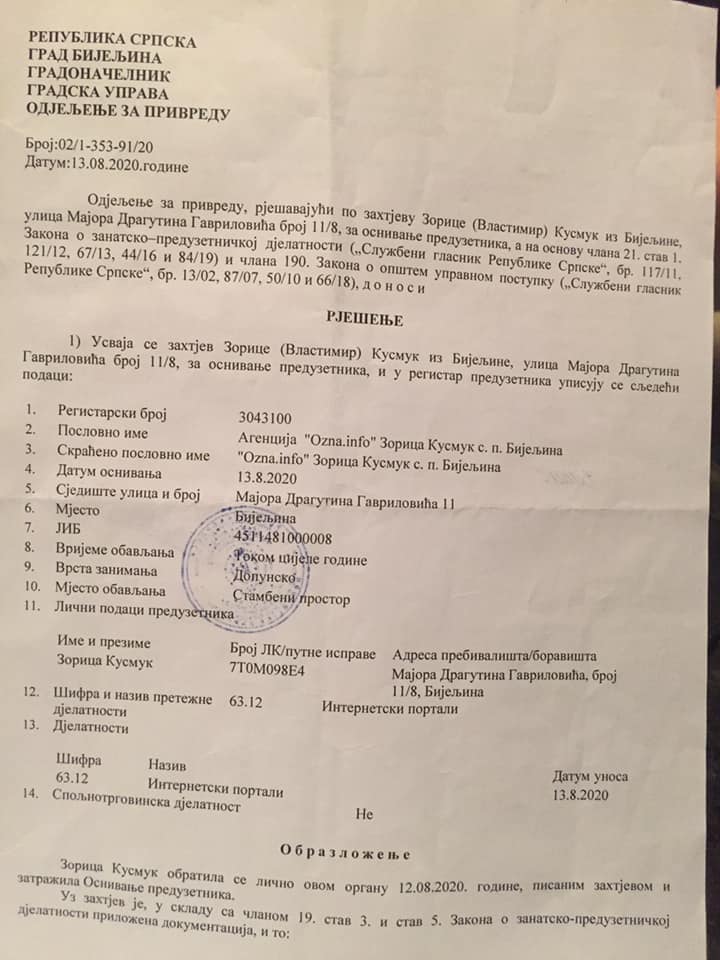 РЕПУБЛИКА СРПСКА
ГРАД БИЈЕЉИНА
ГРАДОНАЧЕЛНИК
ГРАДСКА УПРАВА
ОДЈЕЉЕЊЕ ЗА ПРИВРЕДУ
Број:02/1-353-91/20
Датум:13.08.2020.године
Одјељење за привреду, рјешавајући по захтјеву Зорице (Властимир) Кусмук из Бијељине,
улица Мајора Драгутина Гавриловића број 11/8, за оснивање предузетника, а на основу члана 21. став 1.
Закона о занатско–предузетничкој дјелатности („Службени гласник Републике Српске“, бр. 117/11,
121/12, 67/13, 44/16 и 84/19) и члана 190. Закона о општем управном поступку („Службени гласник
Републике Српске“, бр. 13/02, 87/07, 50/10 и 66/18), д о н о с и
РЈЕШЕЊЕ
1) Усваја се захтјев Зорице (Властимир) Кусмук из Бијељине, улица Мајора Драгутина
Гавриловића број 11/8, за оснивање предузетника, и у регистар предузетника уписују се сљедећи
подаци:
1. Регистарски број 3043100
2. Пословно име Агенција "Ozna.info" Зорица Кусмук с. п. Бијељина
3. Скраћено пословно име "Ozna.info" Зорица Кусмук с. п. Бијељина
4. Датум оснивања 13.8.2020
5. Сједиште улица и број Мајора Драгутина Гавриловића 11
6. Мјесто Бијељина
7. ЈИБ 4511481000008
8. Вријеме обављања Током цијеле године
9. Врста занимања Допунско
10. Мјесто обављања Стамбени простор
11. Лични подаци предузетника
Име и презиме Број ЛК/путне исправе Адреса пребивалишта/боравишта
Зорица Кусмук 7T0M098E4 Мајора Драгутина Гавриловића, број
11/8, Бијељина
12. Шифра и назив претежне 63.12 Интернетски портали
дјелатности
13. Дјелатности
Шифра Назив Датум уноса
63.12 Интернетски портали 13.8.2020
14. Спољнотрговинска дјелатност Не
О б р а з л о ж е њ е
Зорица Кусмук обратила се лично овом органу 12.08.2020. године, писаним захтјевом и
затражила Оснивање предузетника.
Уз захтјев је, у складу са чланом 19. став 3. и став 5. Закона о занатско-предузетничкој
дјелатности приложена документација, и то: